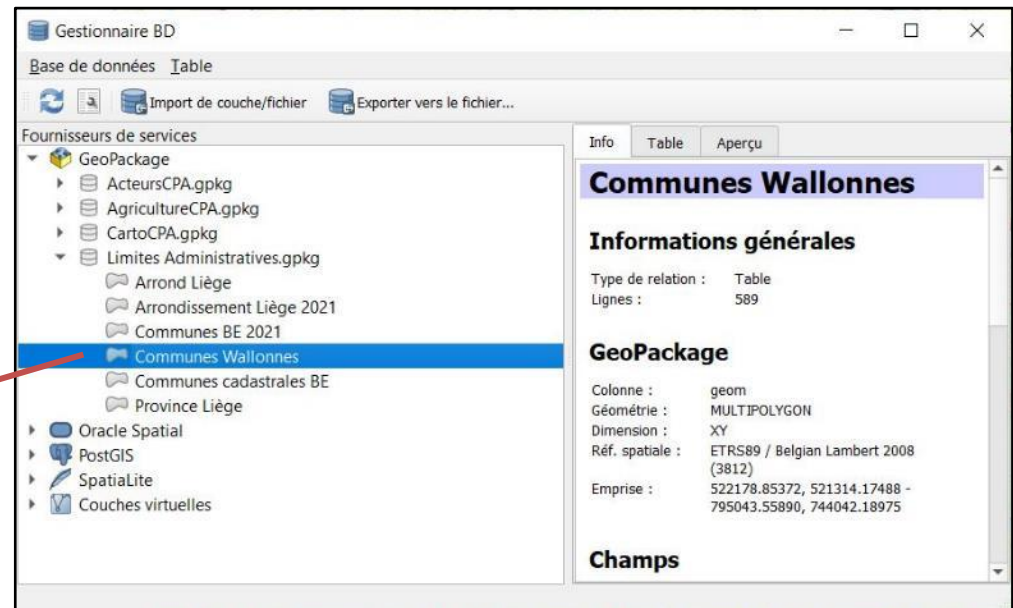 Gestionnaire BD
Base de données Table
Import de couche/fichier Exporter vers le fichier...
Fournisseurs de services
GeoPackage
ActeursCPA.gpkg
AgricultureCPA.gpkg
CartoCPA.gpkg
Limites Administratives.gpkg
Arrond Liège
Arrondissement Liège 2021
Communes BE 2021
Communes Wallonnes
Communes cadastrales BE
Province Liège
Oracle Spatial
PostGIS
SpatiaLite
Couches virtuelles
Info Table Aperçu
Communes Wallonnes
Informations générales
Type de relation : Table
Lignes : 589
GeoPackage
Colonne : geom
Géométrie : MULTIPOLYGON
Dimension : XY
Réf. spatiale : ETRS89 / Belgian Lambert 2008
(3812)
Emprise : 522178.85372, 521314.17488 -
795043.55890, 744042.18975
Champs